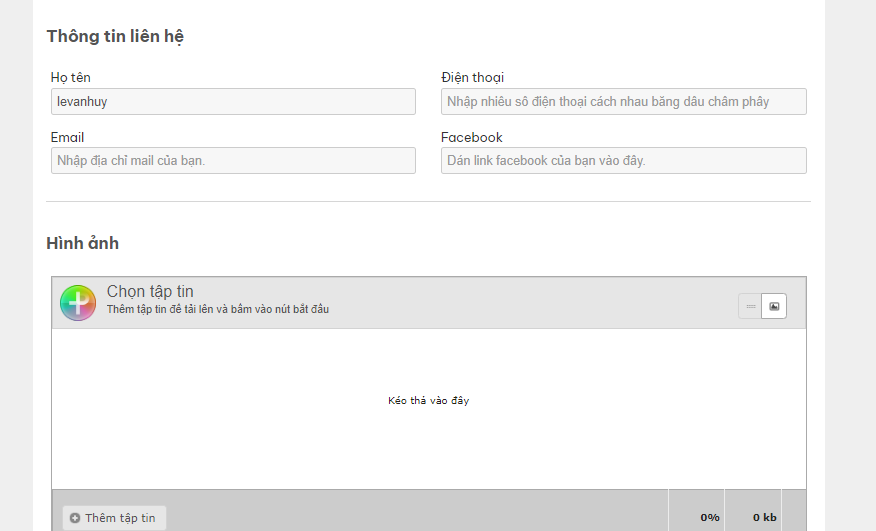 Thông tin liên hệ
Họ tên
Điện thoại
levanhuy
Nhập nhiều số điện thoại cách nhau bằng dấu chấm phẩy
Email
Facebook
Nhập địa chỉ mail của bạn.
Dán link facebook của bạn vào đây.
Hình ảnh
Chọn tập tin
Thêm tập tin để tải lên và bấm vào nút bắt đầu
Kéo thả vào đây
Thêm tập tin
0%
0 kb